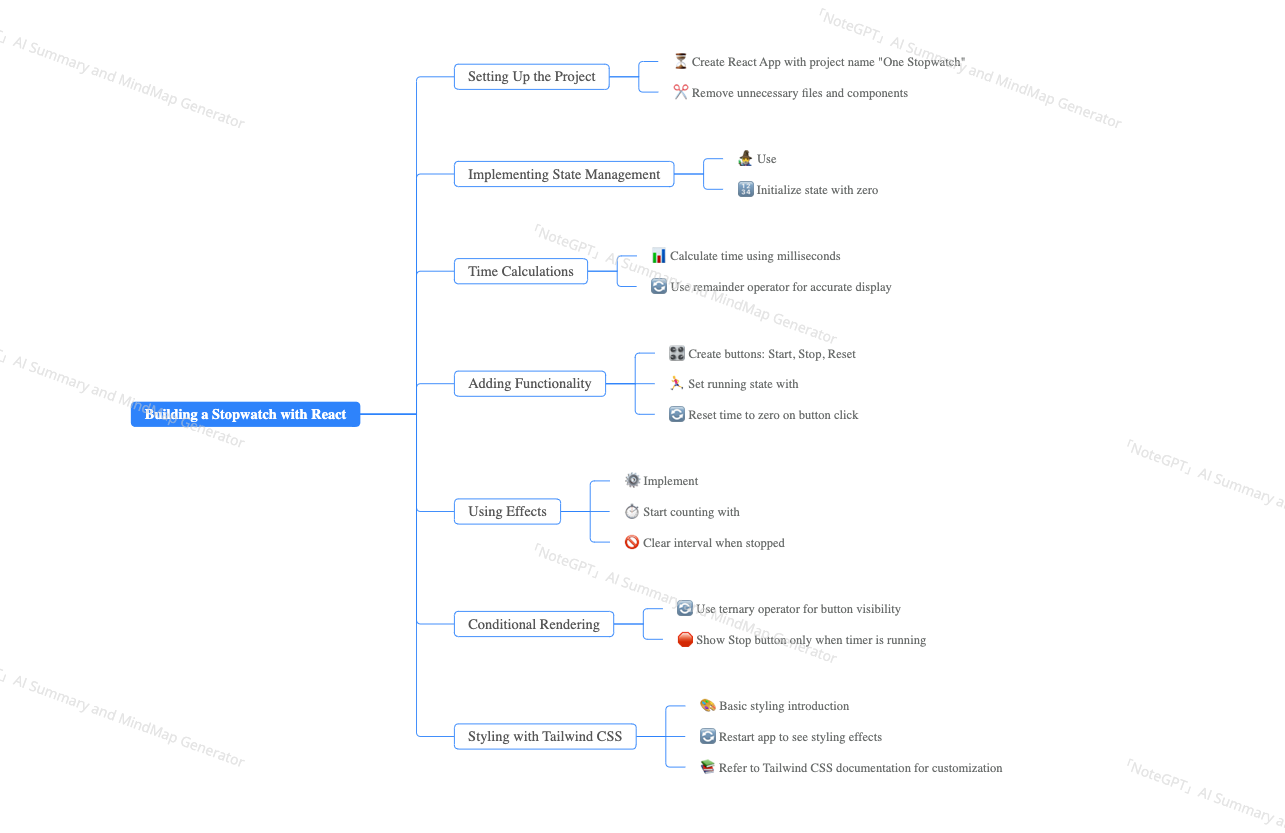 Building a Stopwatch with React
Setting Up the Project
⏳ Create React App with project name "One Stopwatch"
✂️ Remove unnecessary files and components
Implementing State Management
Use
🔢 Initialize state with zero
Time Calculations
📊 Calculate time using milliseconds
🔄 Use remainder operator for accurate display
Adding Functionality
🎛️ Create buttons: Start, Stop, Reset
Set running state with
🔄 Reset time to zero on button click
Using Effects
⚙️ Implement
⏱️ Start counting with
🚫 Clear interval when stopped
Conditional Rendering
🔄 Use ternary operator for button visibility
🛑 Show Stop button only when timer is running
Styling with Tailwind CSS
🎨 Basic styling introduction
🔄 Restart app to see styling effects
📚 Refer to Tailwind CSS documentation for customization
「NoteGPT」 AI Summary and MindMap Generator
「NoteGPT」 AI Summary and MindMap Generator
「NoteGPT」 AI Summary and MindMap Generator
T」 AI Summary and MindMap Generator
T」 AI Summary and MindMap Generator
T」 AI Summary and MindMap Generator
「NoteGPT」 AI Summary a
「NoteGPT」 AI Summary a